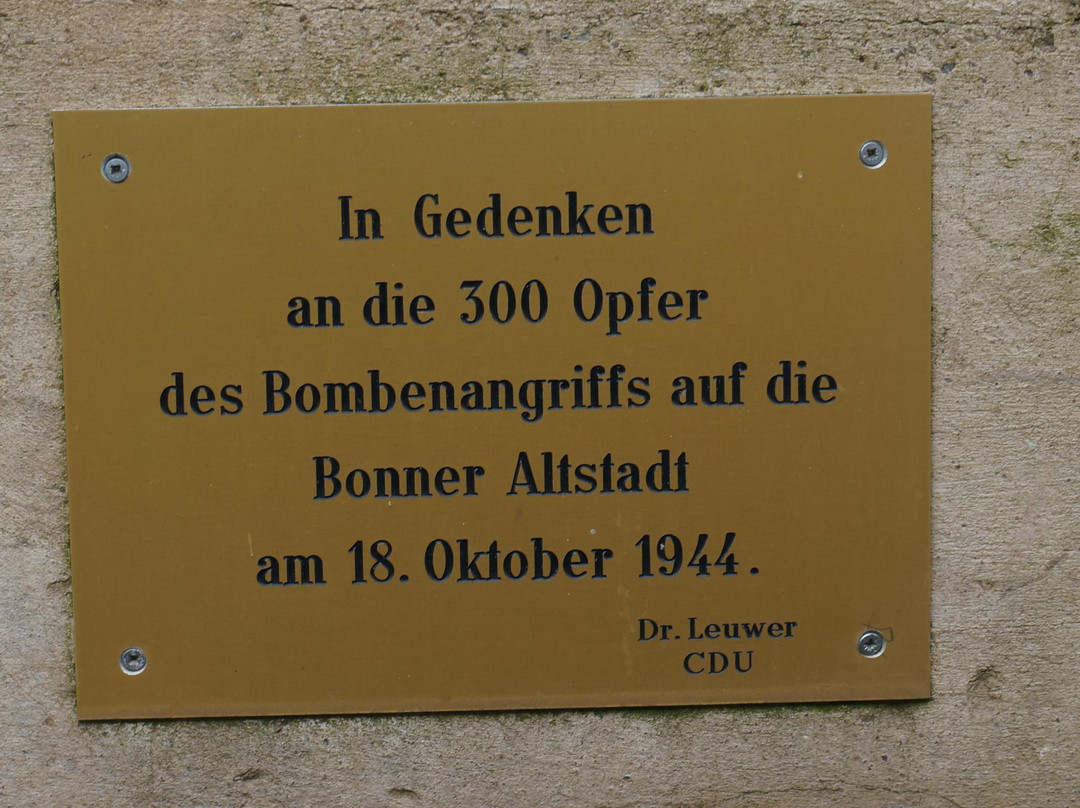 In Gedenken
an die 300 Opfer
des Bombenangriffs auf die
Bonner Altstadt
am 18. Oktober 1944.
Dr. Leuwer
CDU